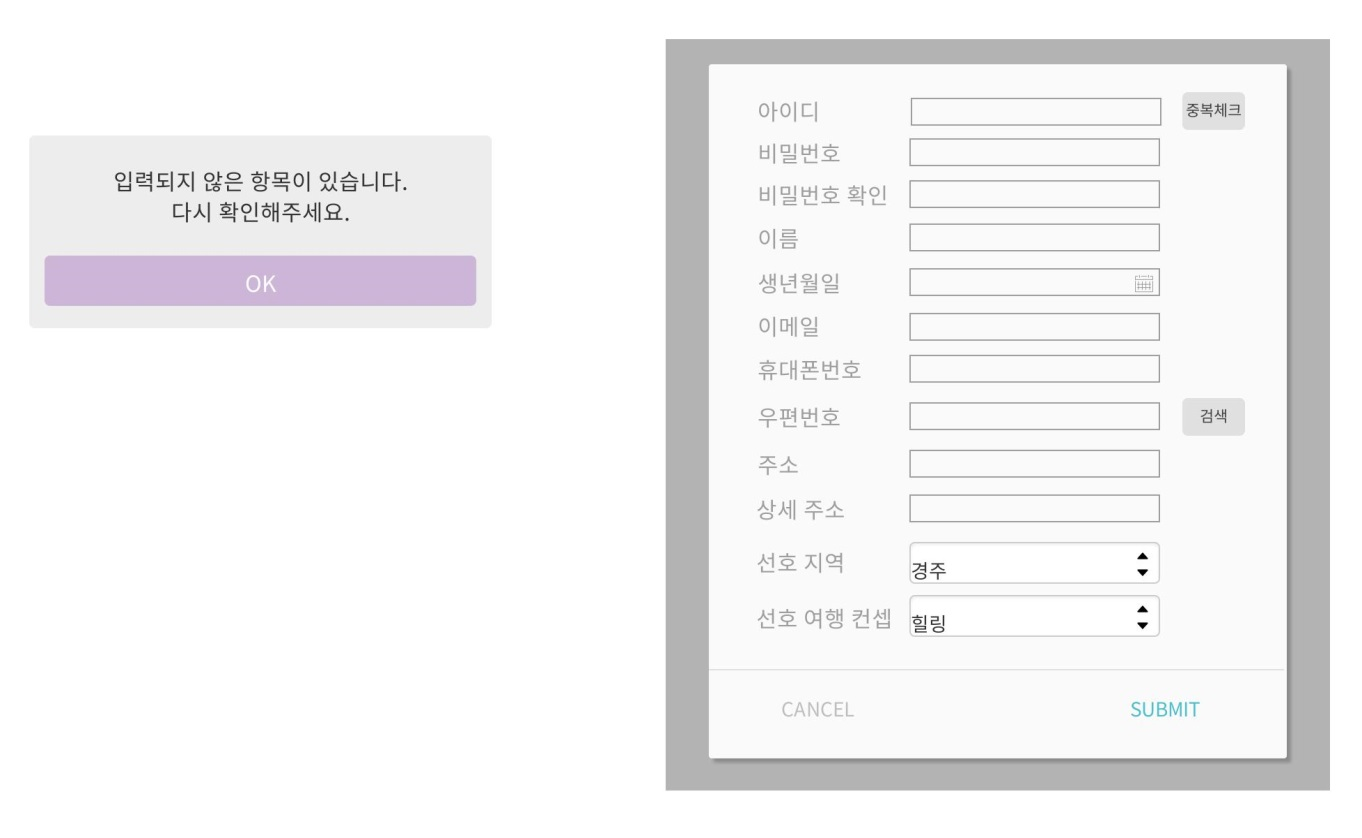 입력되지 않은 항목이 있습니다.
다시 확인해주세요.
OK
아이디
중복체크
비밀번호
비밀번호 확인
이름
생년월일
이메일
휴대폰번호
우편번호
검색
주소
상세 주소
선호 지역
경주
선호 여행 컨셉
힐링
CANCEL
SUBMIT